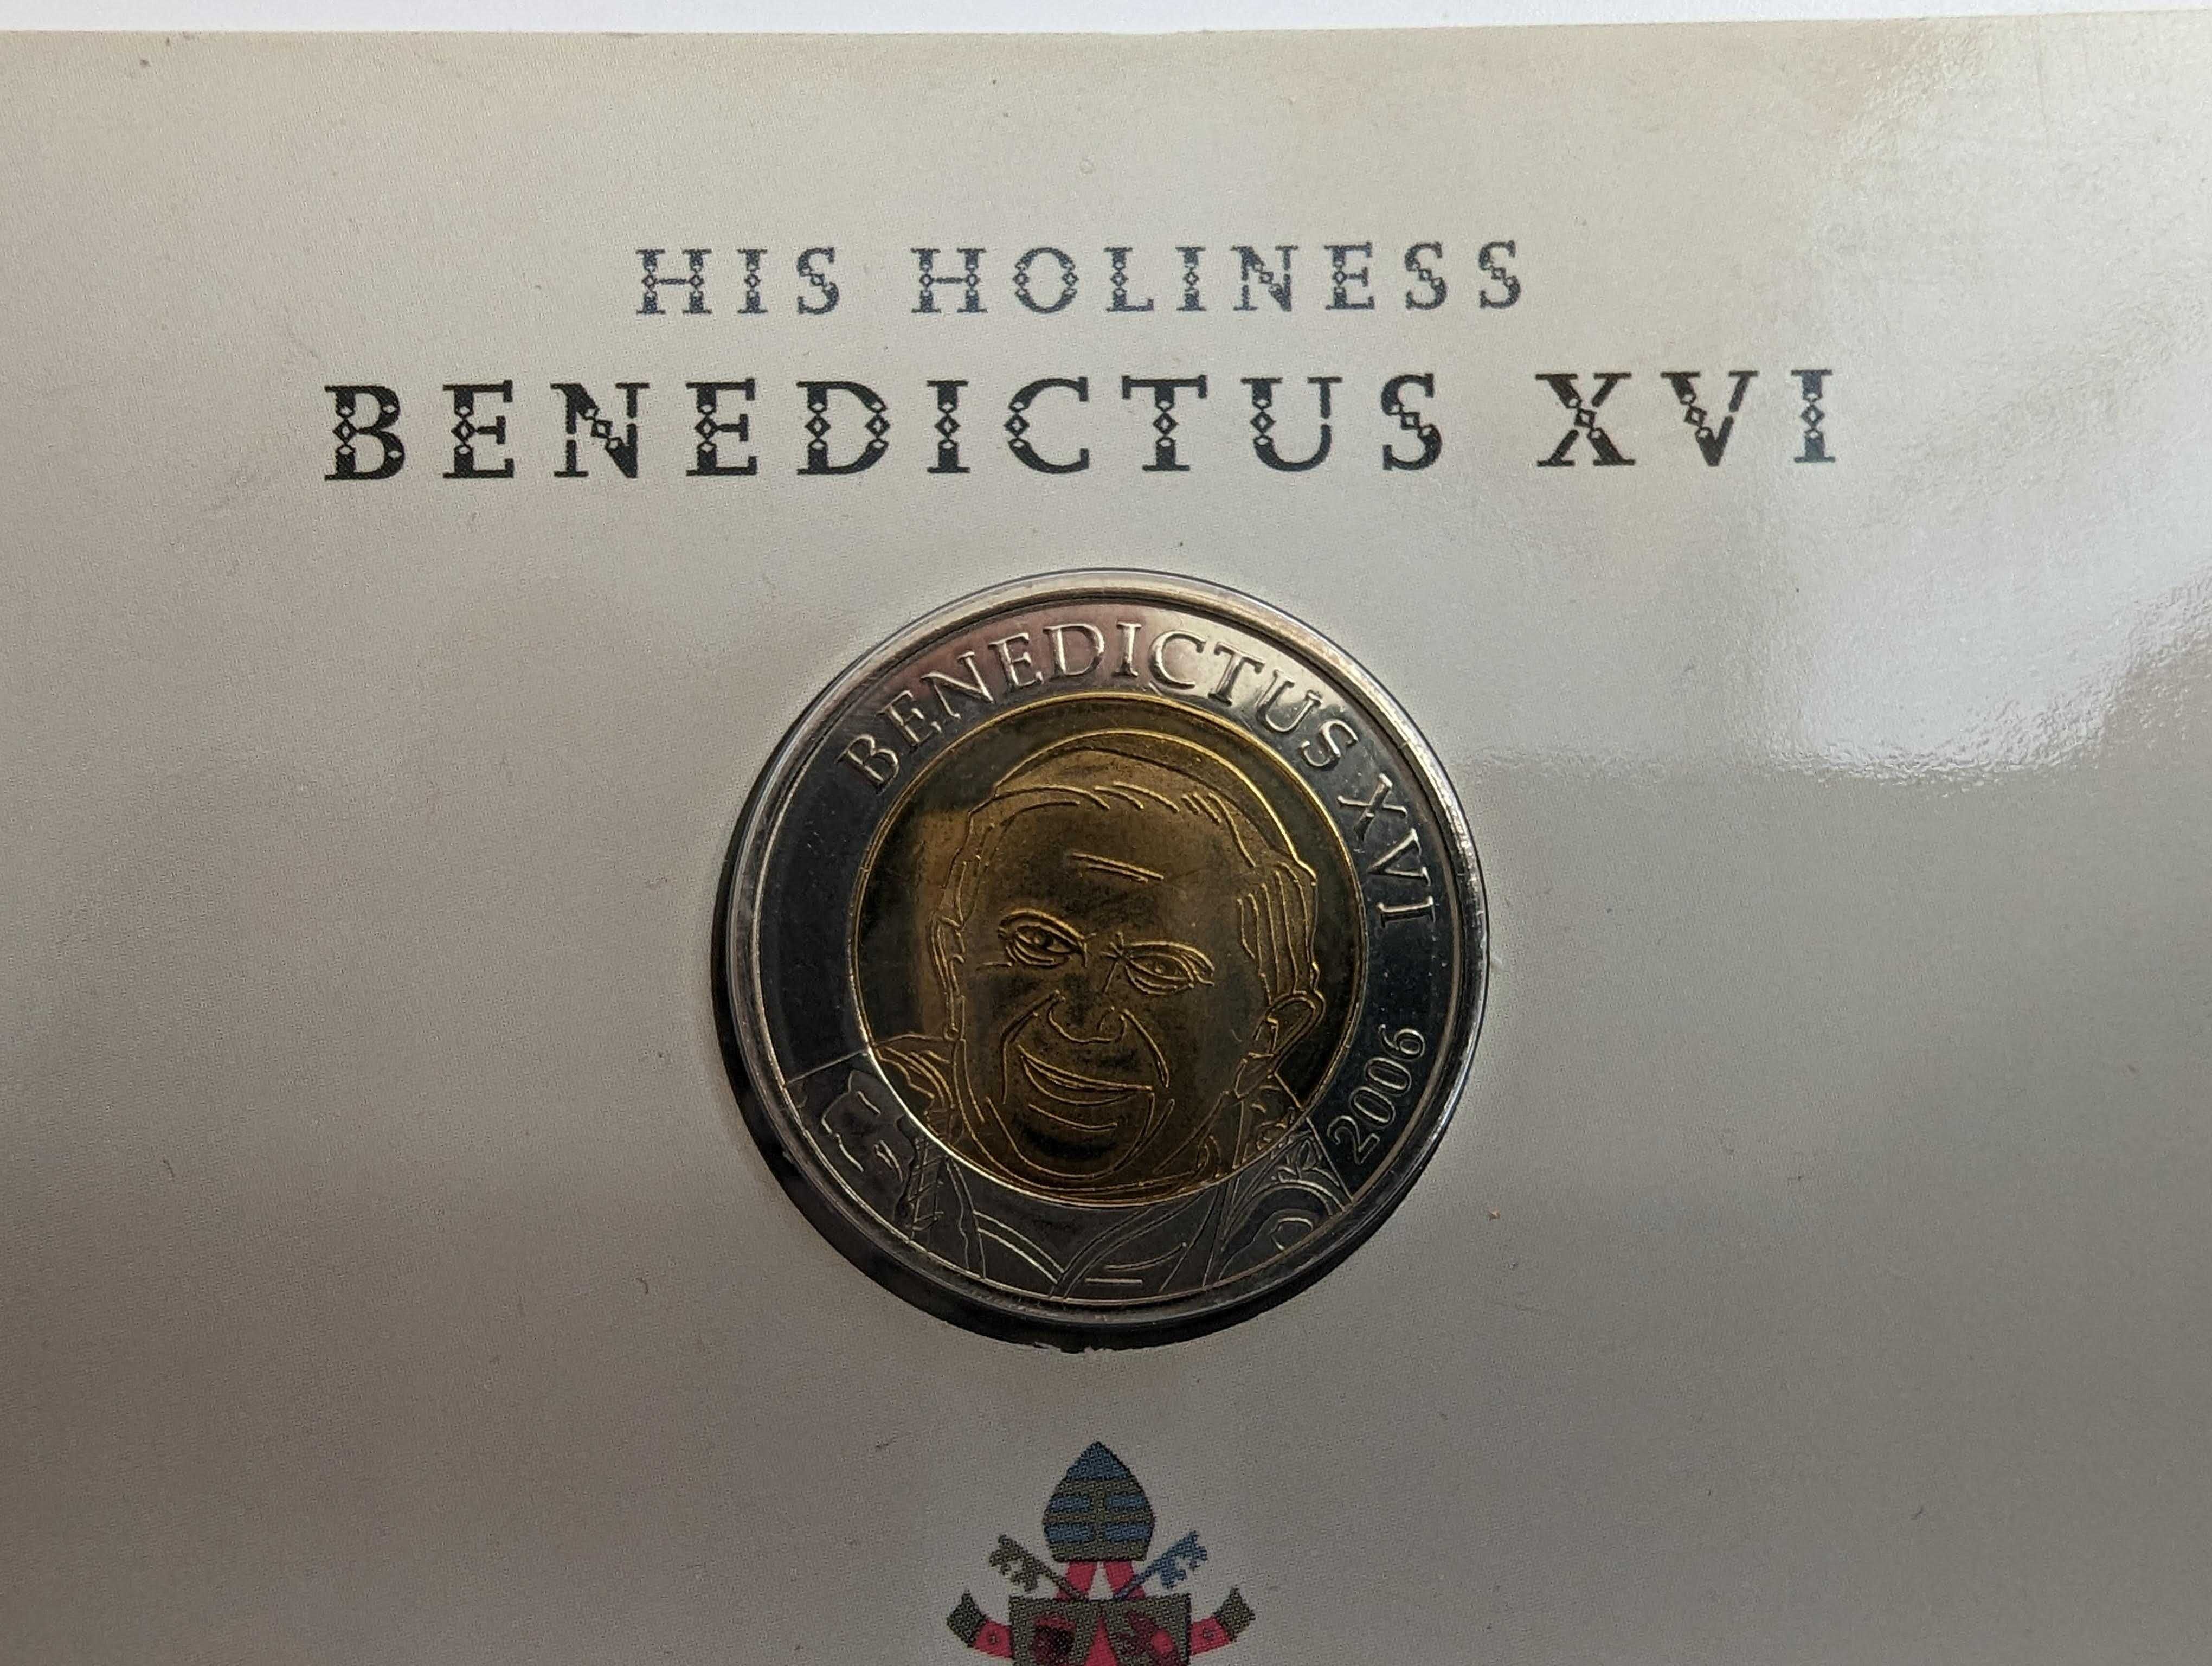 HIS HOLINESS
BENEDICTUS XVI
BENEDICTUS XVI
2006